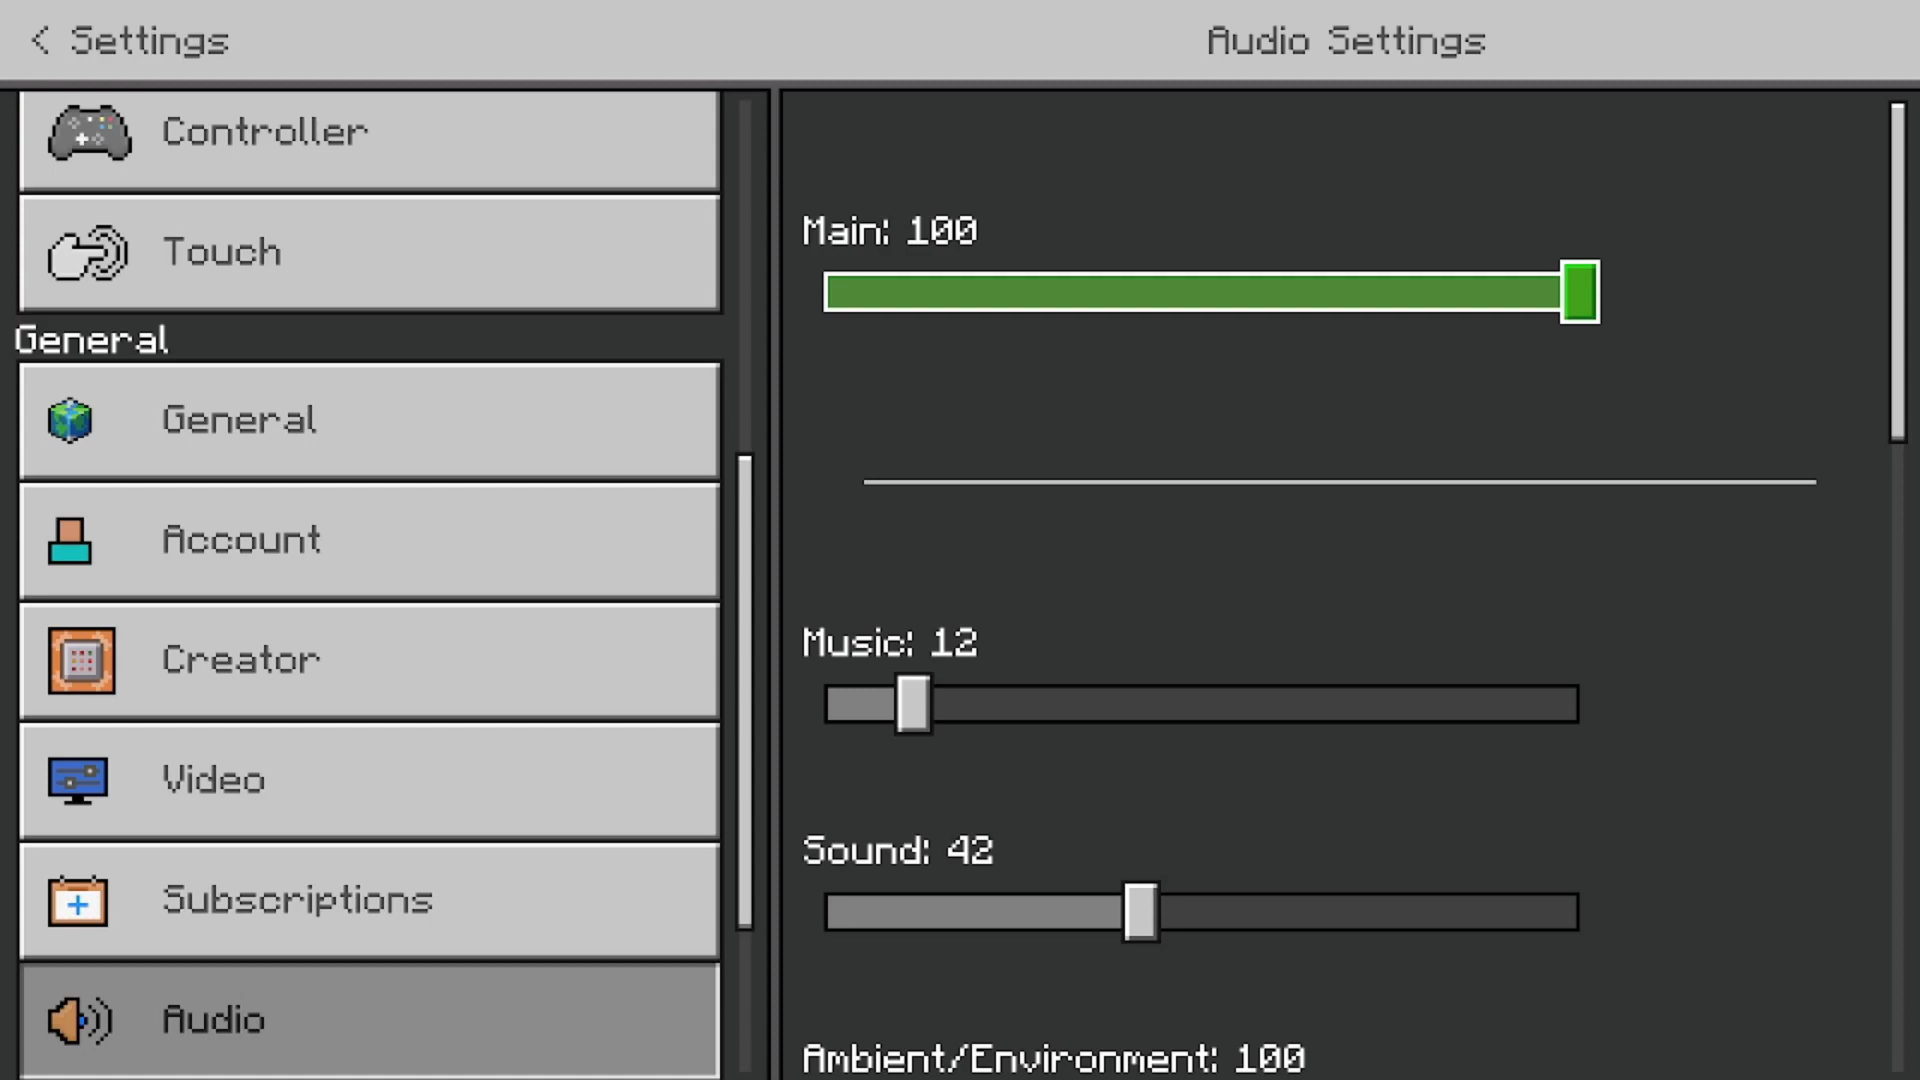 < Settings
Audio Settings
Controller
Touch
General
General
Account
Creator
Video
Subscriptions
Audio
Main: 100
Music: 12
Sound: 42
Ambient/Environment: 100